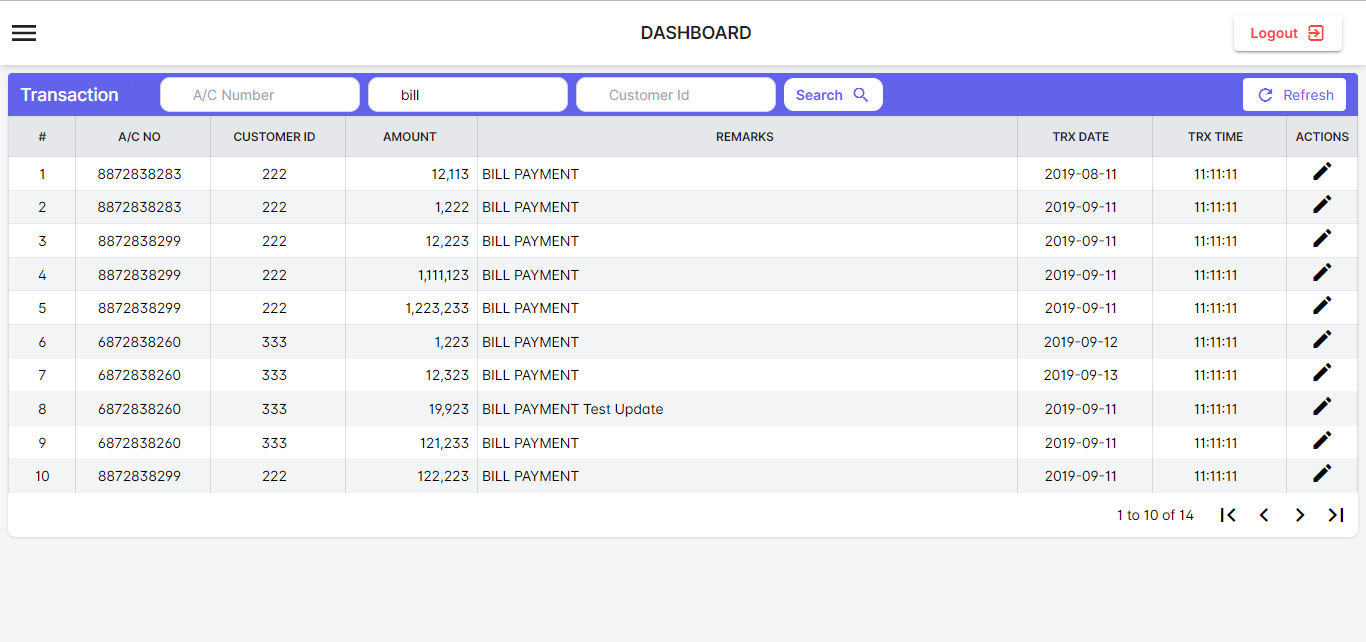 DASHBOARD
Logout
Transaction A/C Number bill Customer Id Search Refresh
# A/C NO CUSTOMER ID AMOUNT REMARKS TRX DATE TRX TIME ACTIONS
1 8872838283 222 12,113 BILL PAYMENT 2019-08-11 11:11:11
2 8872838283 222 1,222 BILL PAYMENT 2019-09-11 11:11:11
3 8872838299 222 12,223 BILL PAYMENT 2019-09-11 11:11:11
4 8872838299 222 1,111,123 BILL PAYMENT 2019-09-11 11:11:11
5 8872838299 222 1,223,233 BILL PAYMENT 2019-09-11 11:11:11
6 6872838260 333 1,223 BILL PAYMENT 2019-09-12 11:11:11
7 6872838260 333 12,323 BILL PAYMENT 2019-09-13 11:11:11
8 6872838260 333 19,923 BILL PAYMENT Test Update 2019-09-11 11:11:11
9 6872838260 333 121,233 BILL PAYMENT 2019-09-11 11:11:11
10 8872838299 222 122,223 BILL PAYMENT 2019-09-11 11:11:11
1 to 10 of 14